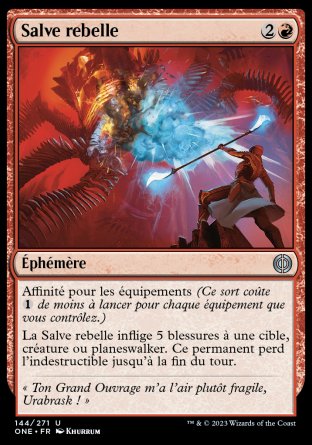 Salve rebelle 2
Éphémère
Affinité pour les équipements (Ce sort coûte
1 de moins à lancer pour chaque équipement que
vous contrôlez.)
La Salve rebelle inflige 5 blessures à une cible,
créature ou planeswalker. Ce permanent perd
l'indestructible jusqu'à la fin du tour.
« Ton Grand Ouvrage m'a l'air plutôt fragile,
Urabrask ! »
144/271 U
ONE • FR Khurrum
™ & © 2023 Wizards of the Coast